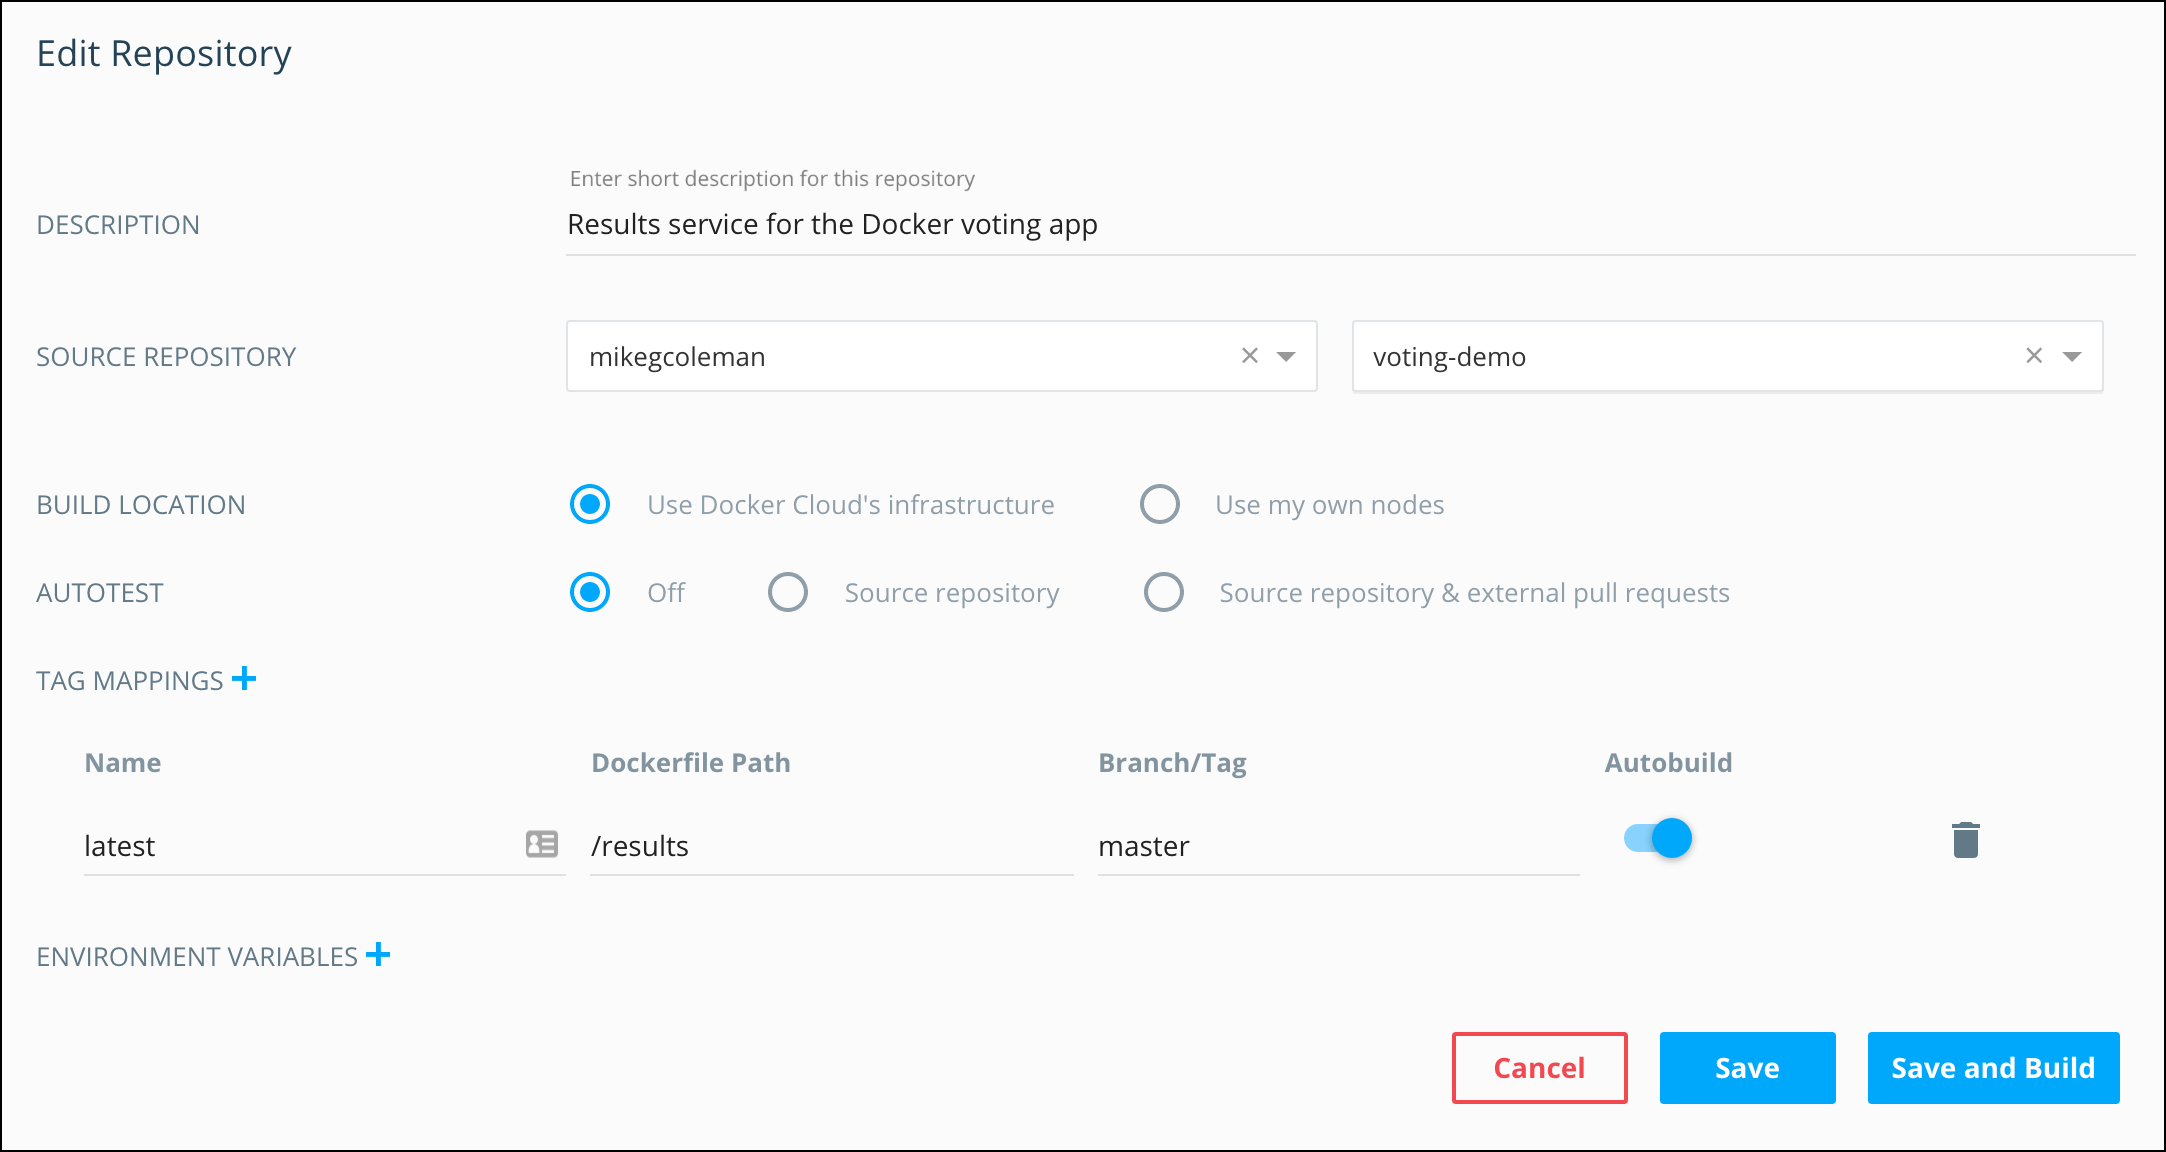 Edit Repository
Enter short description for this repository
DESCRIPTION
Results service for the Docker voting app
SOURCE REPOSITORY
mikegcoleman
voting-demo
BUILD LOCATION
Use Docker Cloud's infrastructure
Use my own nodes
AUTOTEST
Off
Source repository
Source repository & external pull requests
TAG MAPPINGS
Name
Dockerfile Path
Branch/Tag
Autobuild
latest
/results
master
ENVIRONMENT VARIABLES
Cancel
Save
Save and Build